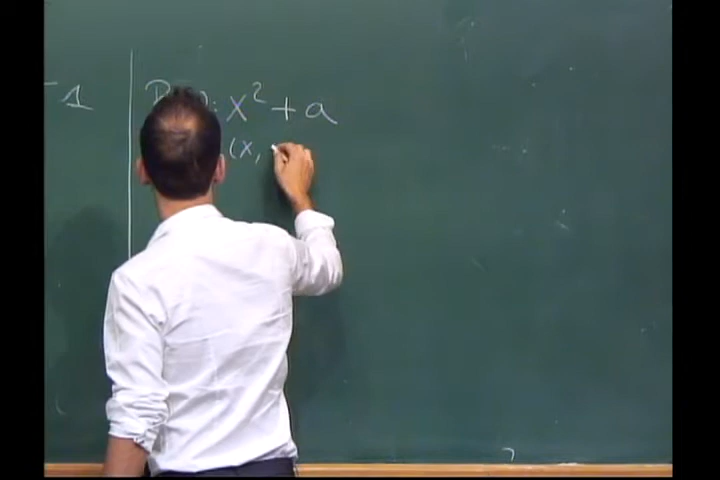 -1
: x² + a
(x,